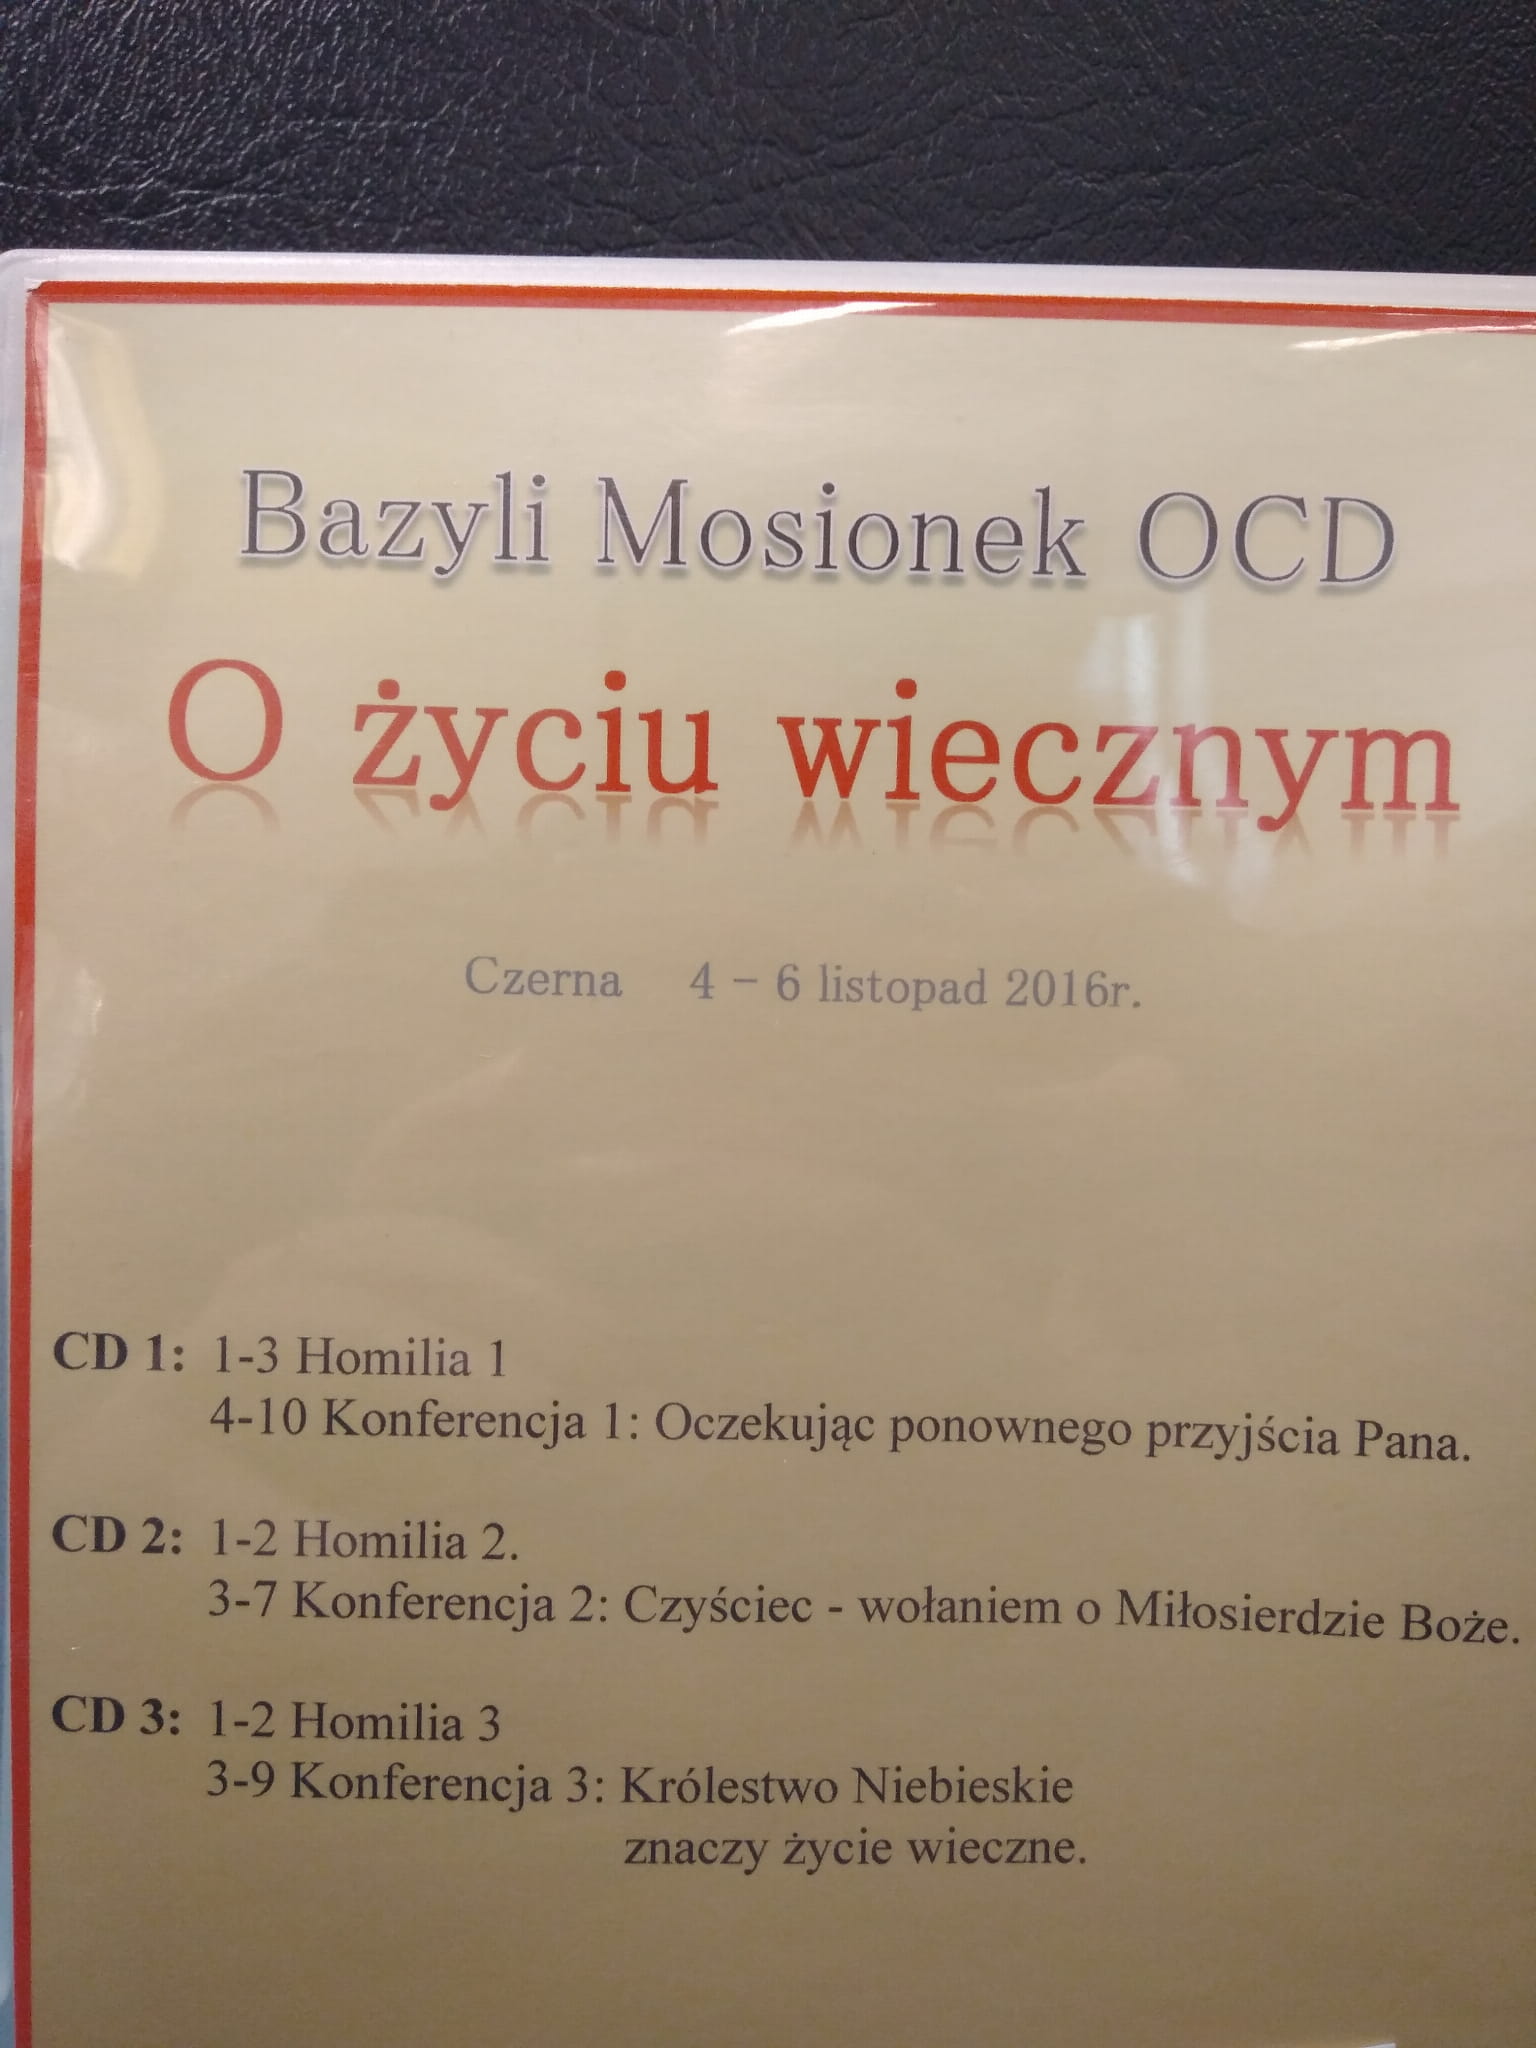 Bazyli Mosionek OCD
O życiu wiecznym
Czerna 4 – 6 listopad 2016r.
CD 1: 1-3 Homilia 1
4-10 Konferencja 1: Oczekując ponownego przyjścia Pana.
CD 2: 1-2 Homilia 2.
3-7 Konferencja 2: Czyściec - wołaniem o Miłosierdzie Boże.
CD 3: 1-2 Homilia 3
3-9 Konferencja 3: Królestwo Niebieskie
znaczy życie wieczne.